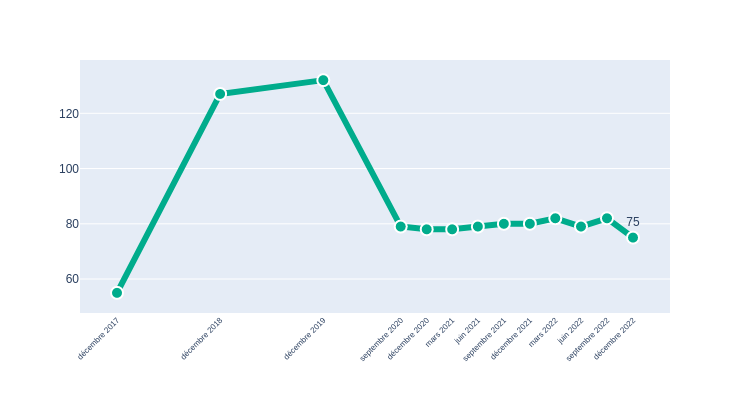 120
100
80
60
75
décembre 2017
décembre 2018
décembre 2019
septembre 2020
décembre 2020
mars 2021
juin 2021
septembre 2021
décembre 2021
mars 2022
juin 2022
septembre 2022
décembre 2022